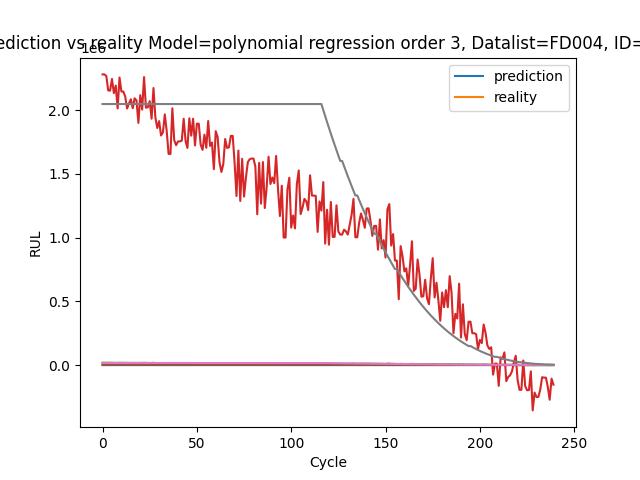 ediction vs reality Model=polynomial regression order 3, Datalist=FD004, ID=
1e6
prediction
reality
2.0
1.5
1.0
0.5
0.0
RUL
0 50 100 150 200 250
Cycle